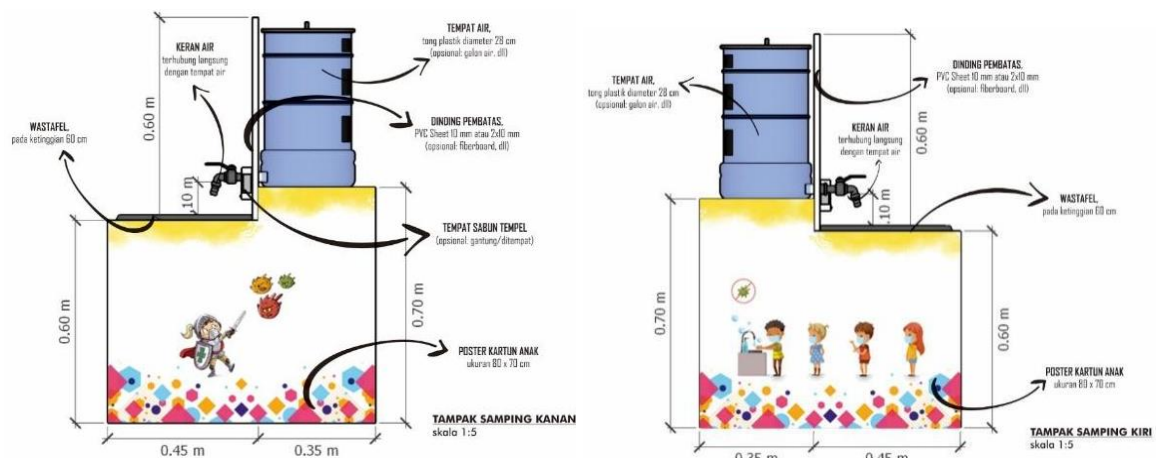 TEMPAT AIR,
tong plastik diameter 28 cm
(opsional: galon air, dll)
KERAN AIR
terhubung langsung
dengan tempat air
0.60 m
WASTAFEL,
pada ketinggian 60 cm
DINDING PEMBATAS,
PVC Sheet 10 mm atau 2x10 mm
(opsional: fiberboard, dll)
.10 m
TEMPAT SABUN TEMPEL
(opsional: gantung/ditempat)
0.60 m
0.70 m
POSTER KARTUN ANAK
ukuran 80 x 70 cm
TAMPAK SAMPING KANAN
skala 1:5
0.45 m
0.35 m
DINDING PEMBATAS,
PVC Sheet 10 mm atau 2x10 mm
(opsional: fiberboard, dll)
TEMPAT AIR,
tong plastik diameter 28 cm
(opsional: galon air, dll)
KERAN AIR
terhubung langsung
dengan tempat air
0.60 m
.10 m
WASTAFEL,
pada ketinggian 60 cm
0.70 m
0.60 m
POSTER KARTUN ANAK
ukuran 80 x 70 cm
TAMPAK SAMPING KIRI
skala 1:5
0.35 m
0.45 m